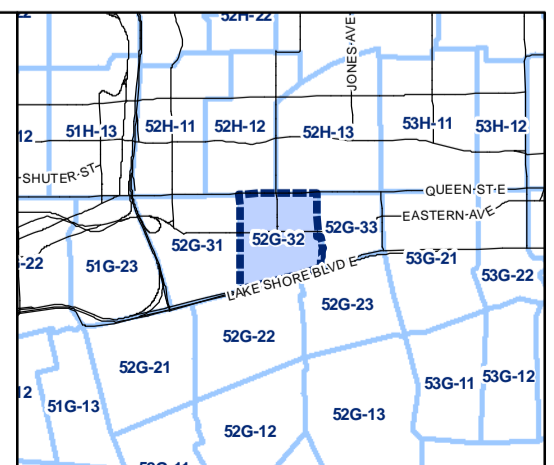 52H-22
JONES AVE
12
51H-13
52H-11
52H-12
52H-13
53H-11
53H-12
SHUTER ST
QUEEN ST E
EASTERN AVE
52G-33
52G-31
52G-32
-22
51G-23
53G-21
53G-22
LAKE SHORE BLVD E
52G-23
52G-22
52G-21
12
51G-13
53G-11
53G-12
52G-12
52G-13